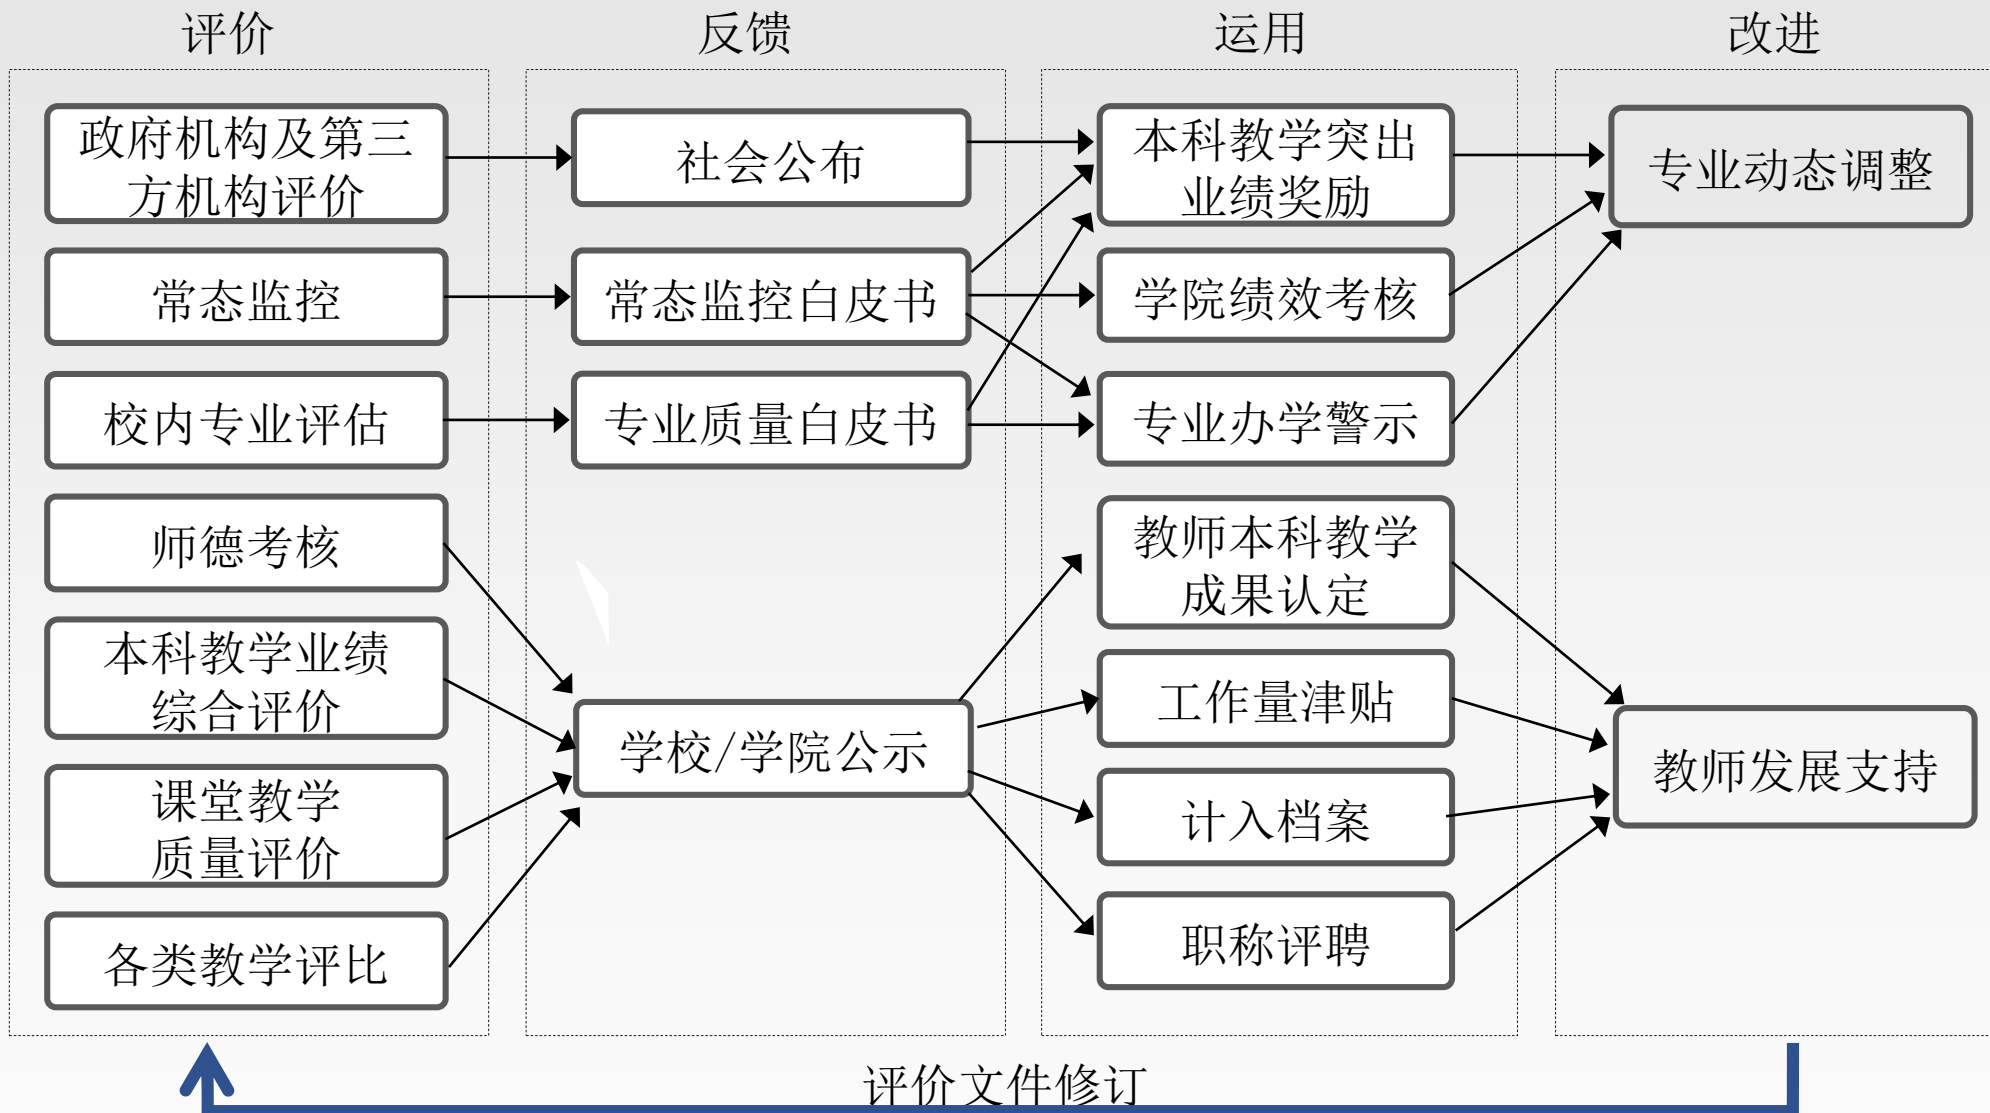 评价
反馈
运用
改进
政府机构及第三
方机构评价
常态监控
校内专业评估
师德考核
本科教学业绩
综合评价
课堂教学
质量评价
各类教学评比
社会公布
常态监控白皮书
专业质量白皮书
学校/学院公示
本科教学突出
业绩奖励
学院绩效考核
专业办学警示
教师本科教学
成果认定
工作量津贴
计入档案
职称评聘
专业动态调整
教师发展支持
评价文件修订